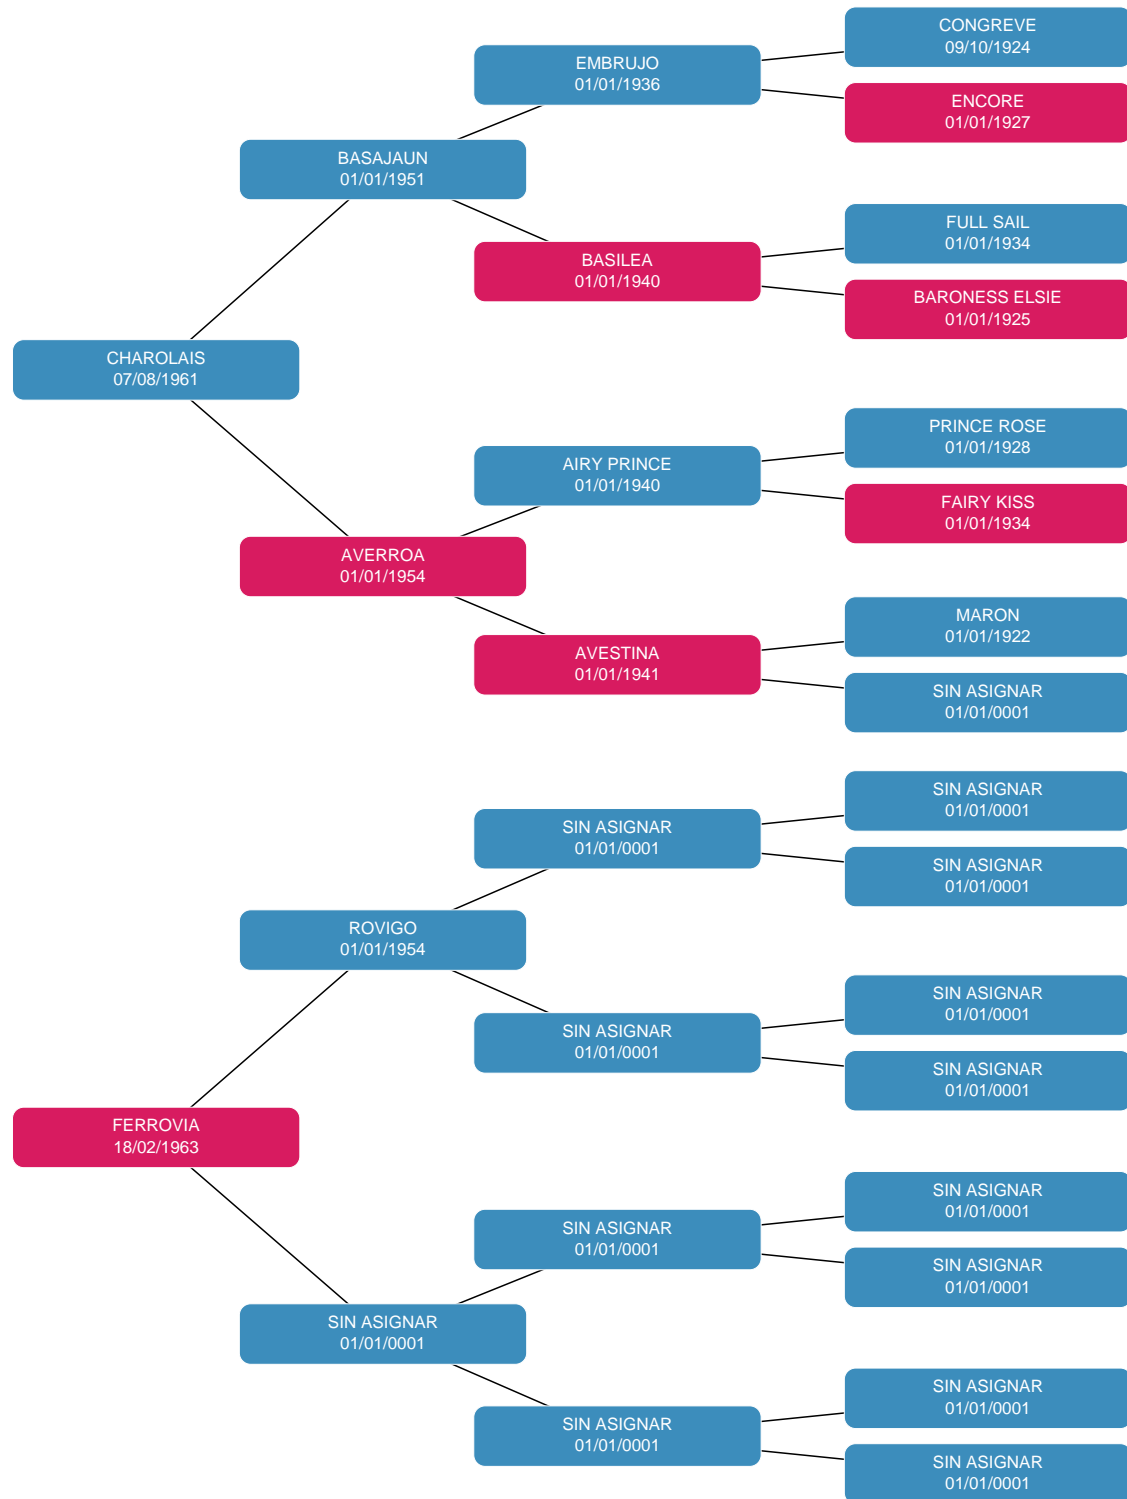 CONGREVE
09/10/1924
EMBRUJO
01/01/1936
ENCORE
01/01/1927
BASAJAUN
01/01/1951
FULL SAIL
01/01/1934
BASILEA
01/01/1940
BARONESS ELSIE
01/01/1925
CHAROLAIS
07/08/1961
PRINCE ROSE
01/01/1928
AIRY PRINCE
01/01/1940
FAIRY KISS
01/01/1934
AVERROA
01/01/1954
MARON
01/01/1922
AVESTINA
01/01/1941
SIN ASIGNAR
01/01/0001
SIN ASIGNAR
01/01/0001
SIN ASIGNAR
01/01/0001
SIN ASIGNAR
01/01/0001
ROVIGO
01/01/1954
SIN ASIGNAR
01/01/0001
SIN ASIGNAR
01/01/0001
SIN ASIGNAR
01/01/0001
FERROVIA
18/02/1963
SIN ASIGNAR
01/01/0001
SIN ASIGNAR
01/01/0001
SIN ASIGNAR
01/01/0001
SIN ASIGNAR
01/01/0001
SIN ASIGNAR
01/01/0001
SIN ASIGNAR
01/01/0001
SIN ASIGNAR
01/01/0001